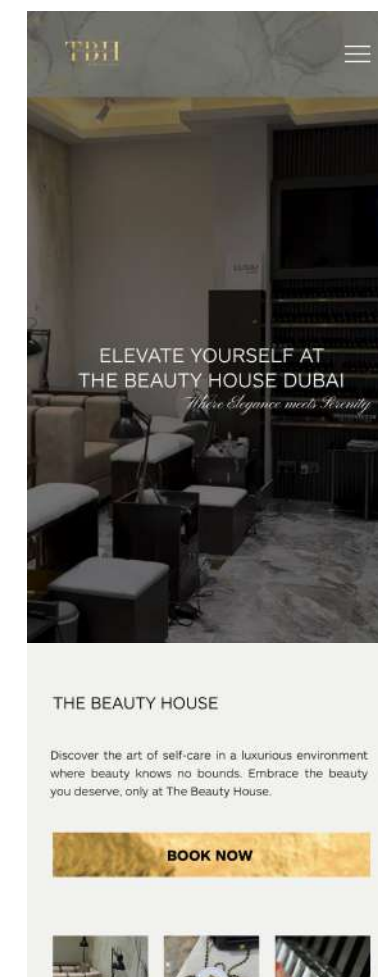 TBH
ELEVATE YOURSELF AT
THE BEAUTY HOUSE DUBAI
Where Elegance meets Serenity
THE BEAUTY HOUSE
Discover the art of self-care in a luxurious environment
where beauty knows no bounds. Embrace the beauty
you deserve, only at The Beauty House.
BOOK NOW